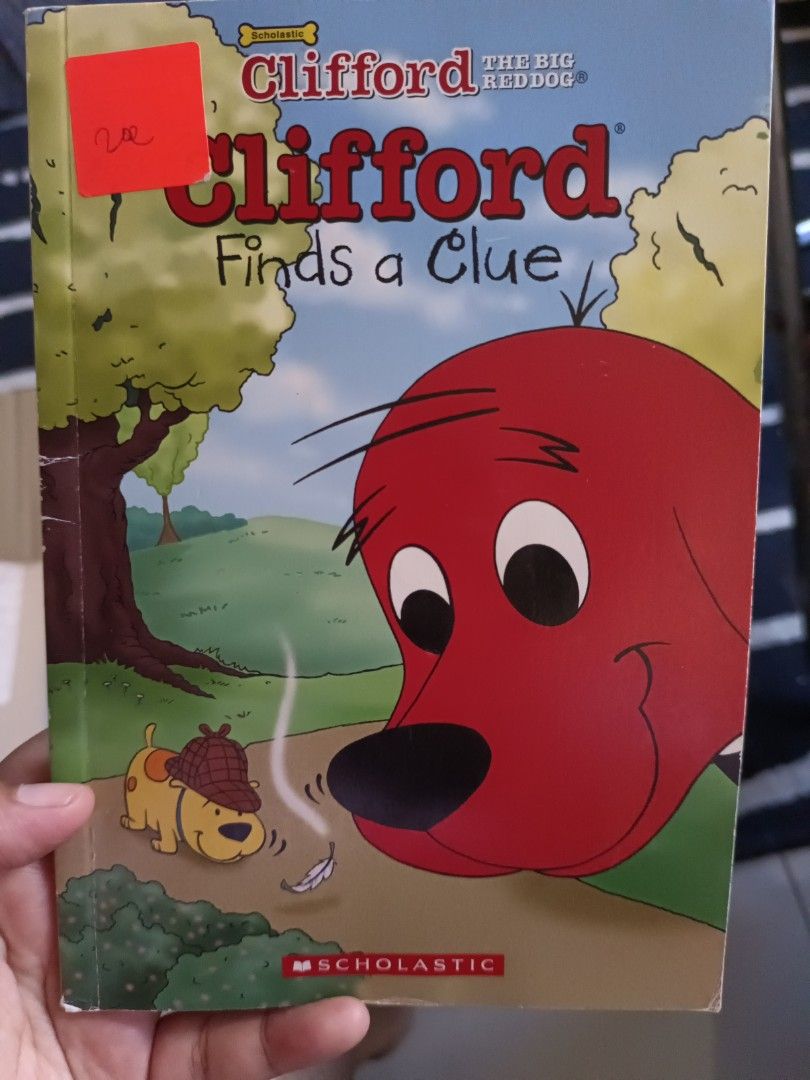 Scholastic
Clifford THE BIG
RED DOG®
Clifford®
Finds a Clue
SCHOLASTIC